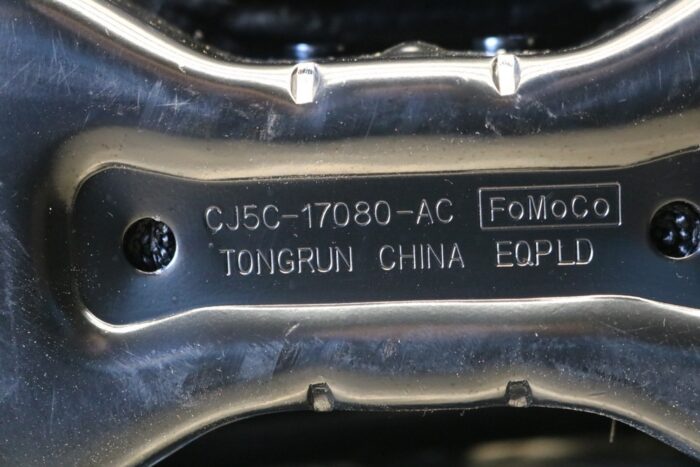 CJ5C-17080-AC FoMoCo
TONGRUN CHINA EQPLD